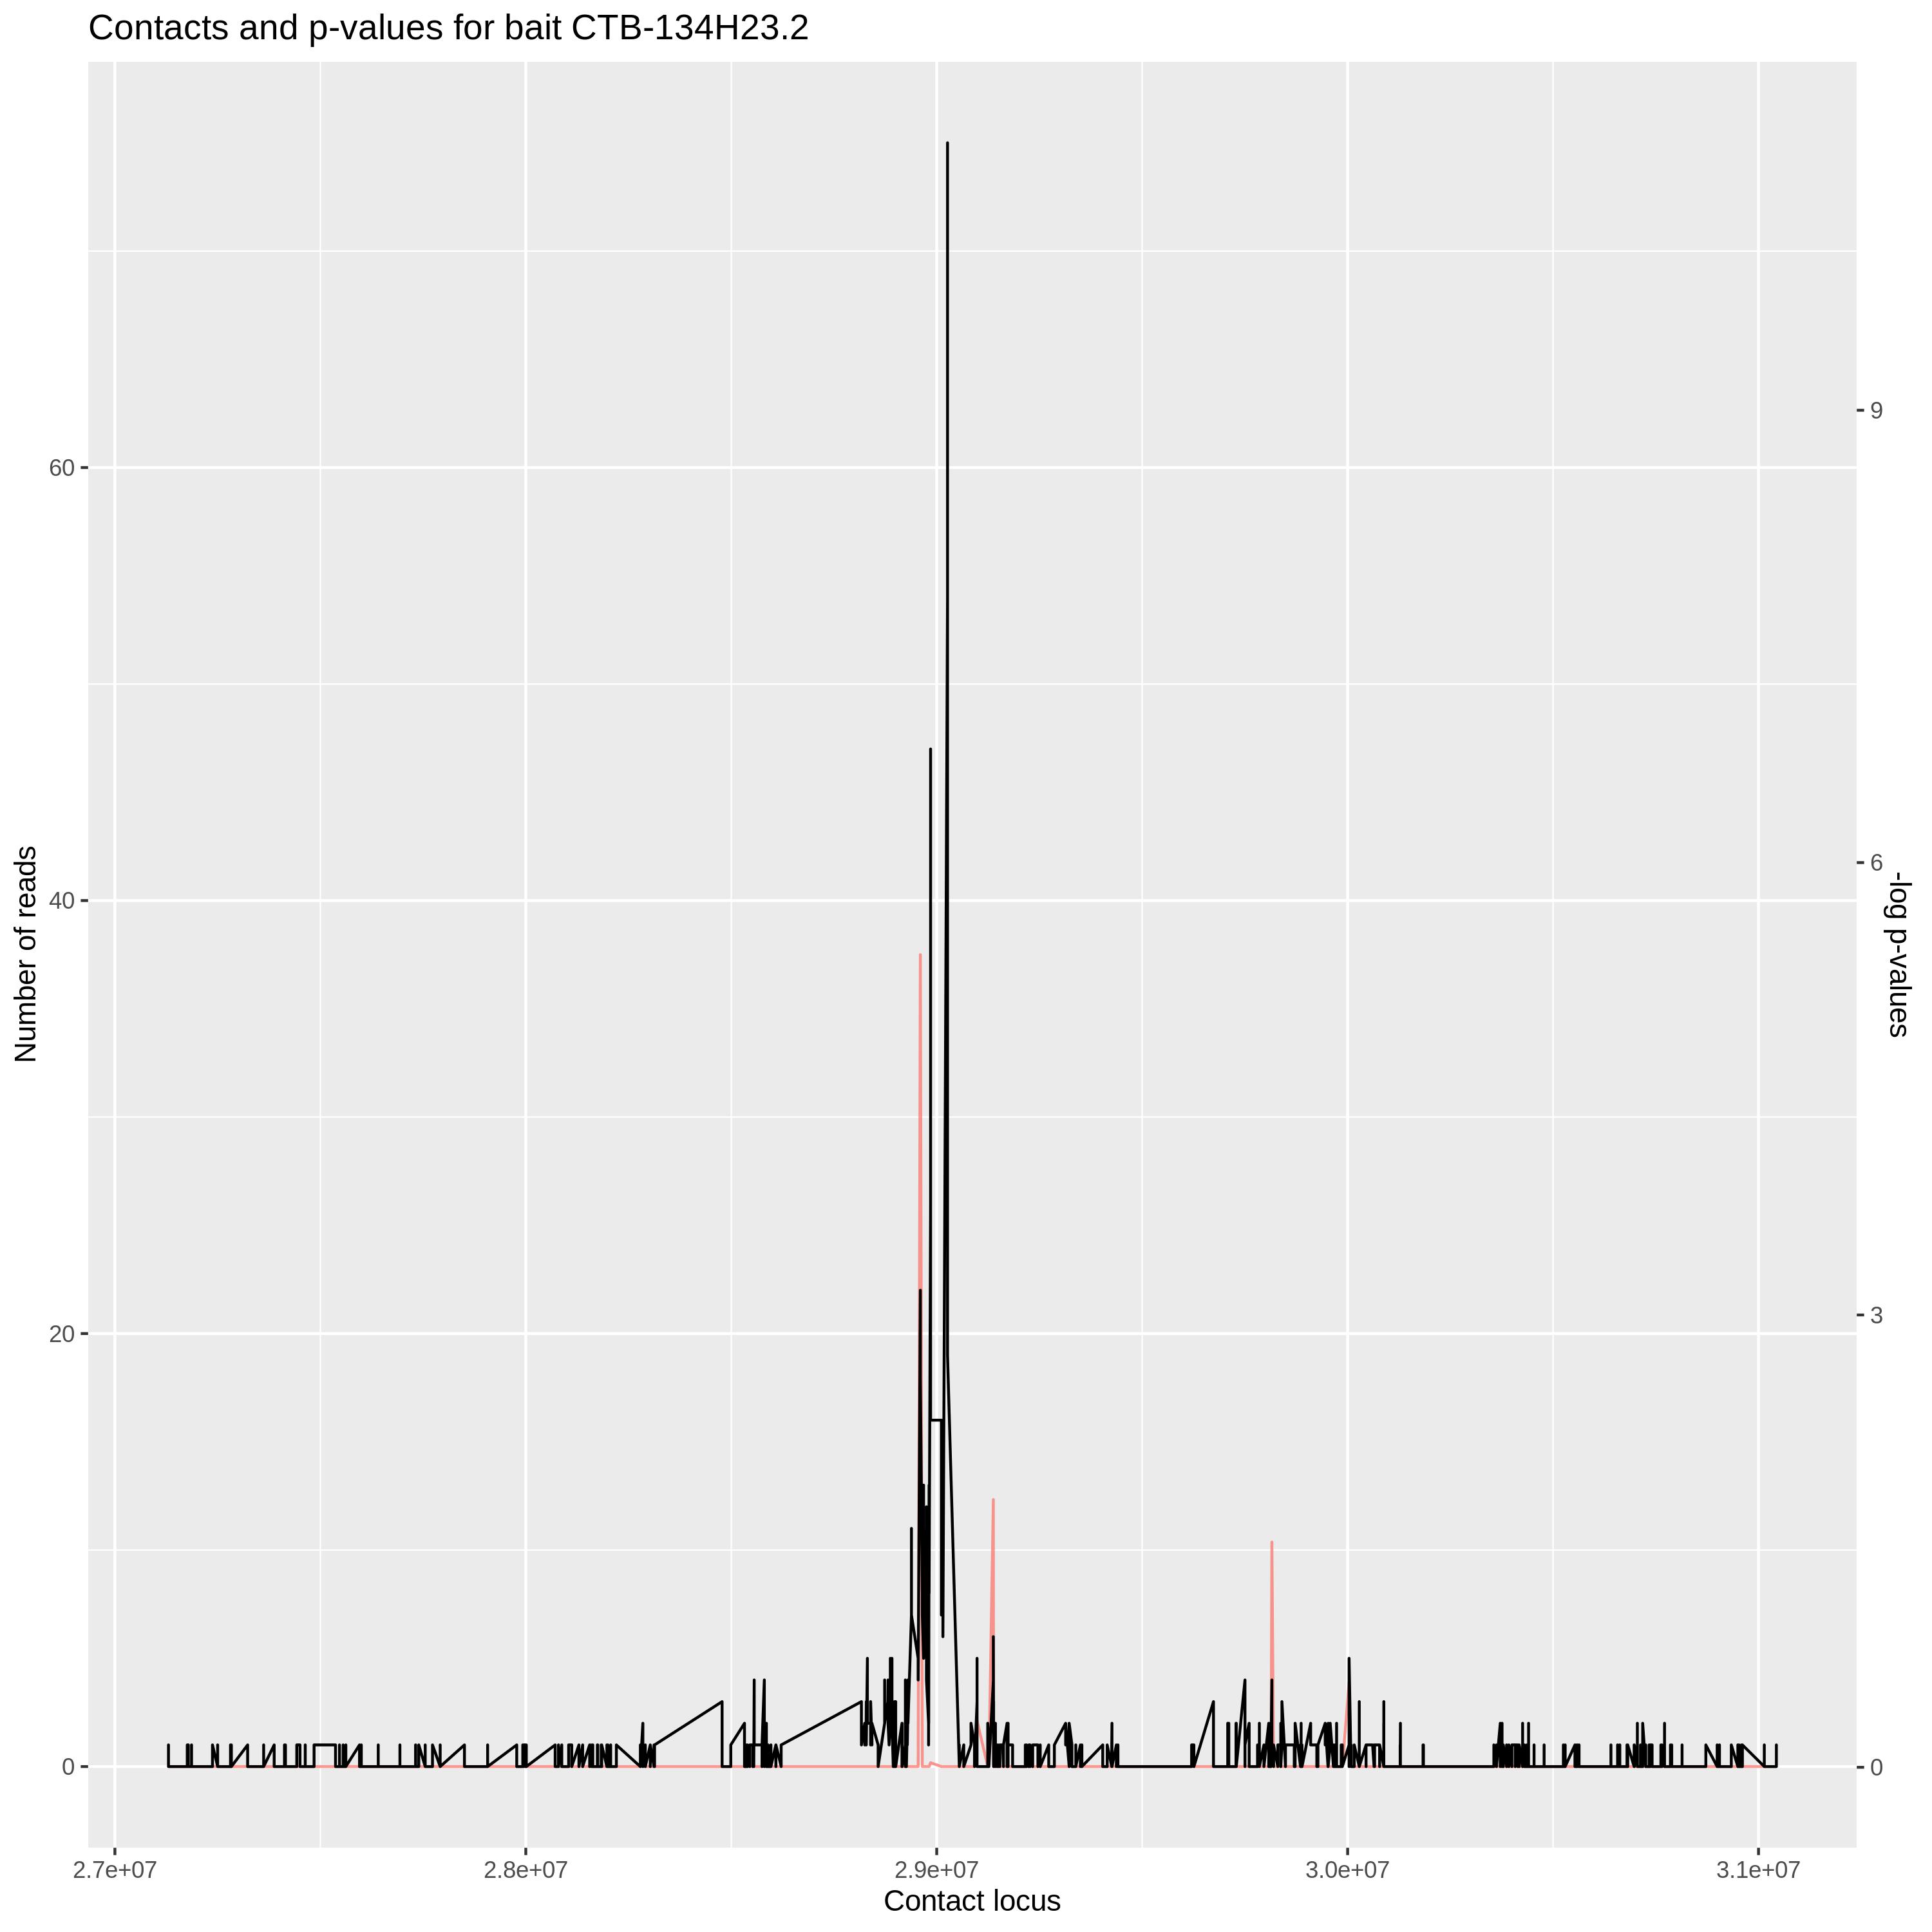 Contacts and p-values for bait CTB-134H23.2
Number of reads
60
40
20
0
9
6
3
0
-log p-values
2.7e+07 2.8e+07 2.9e+07 3.0e+07 3.1e+07
Contact locus